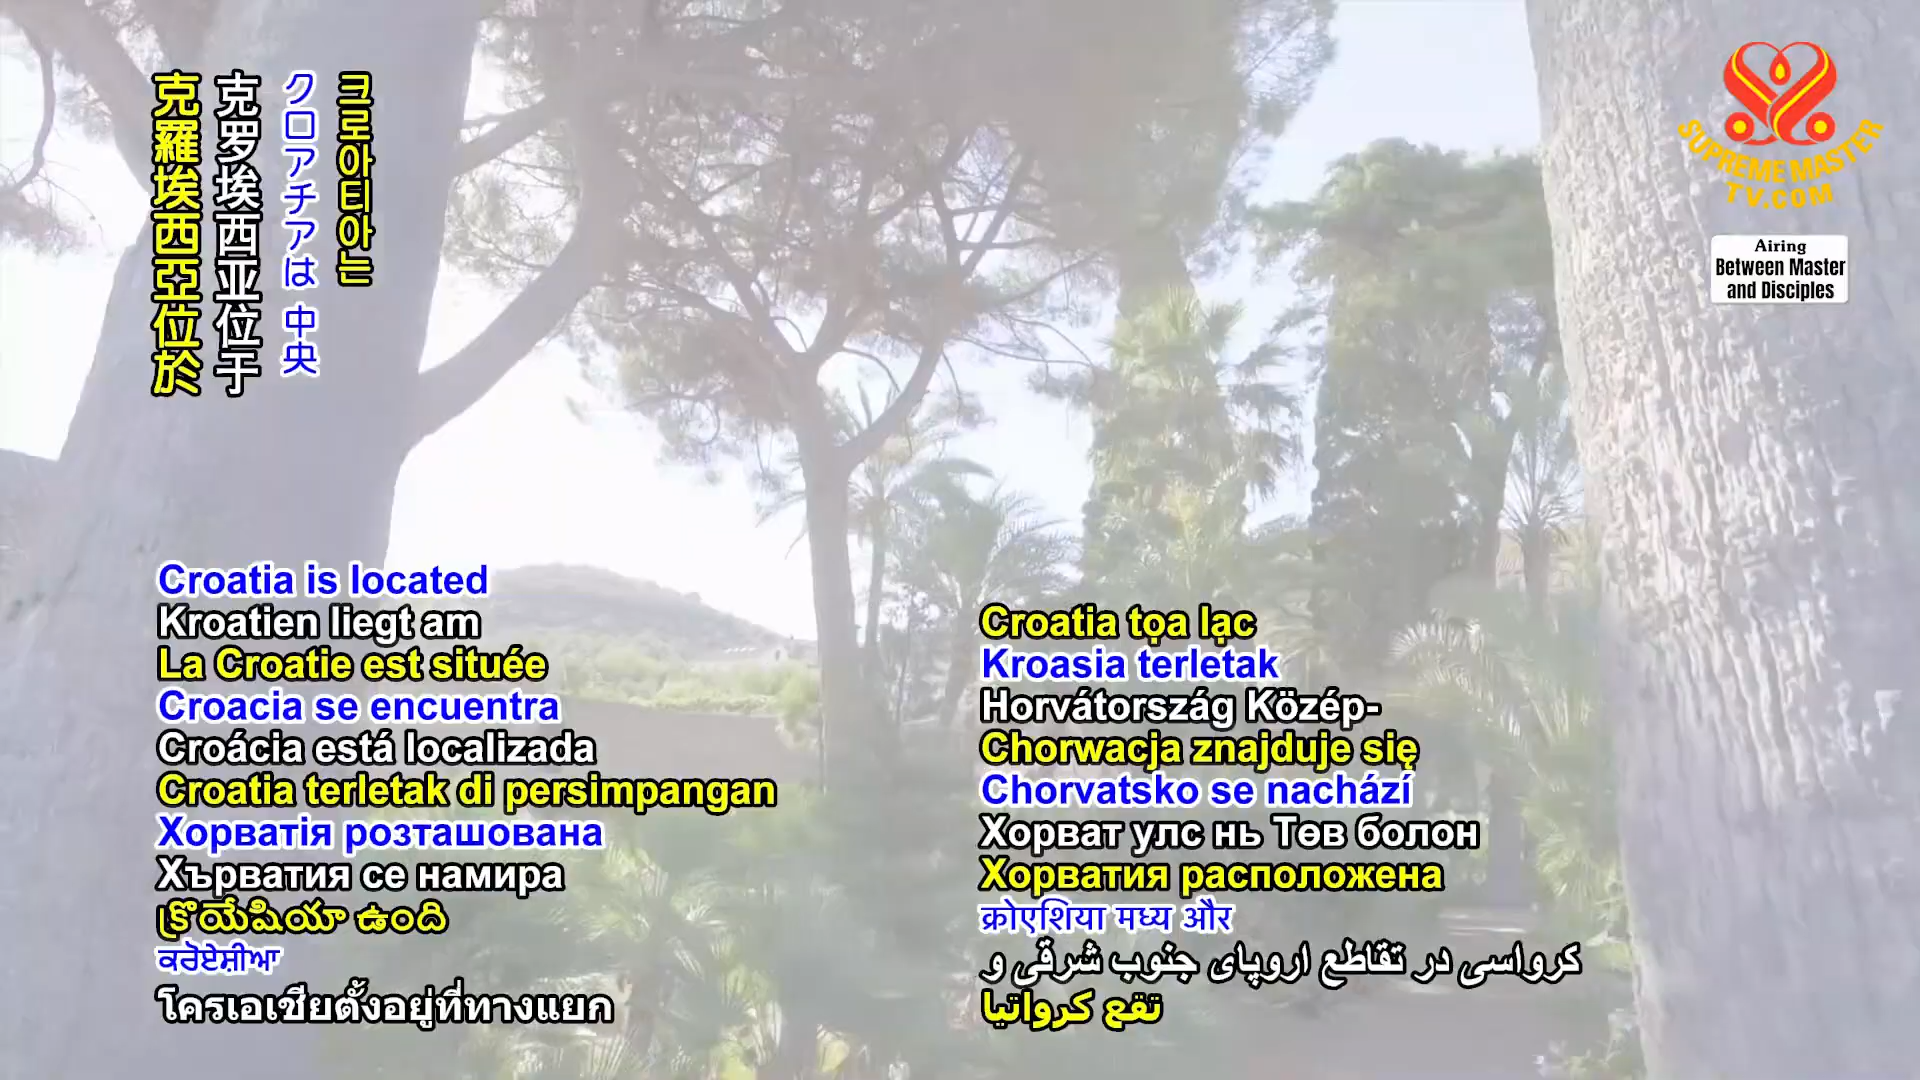 克羅埃西亞位於
克罗埃西亚位于
クロアチアは 中央
크로아티아는
SUPREME MASTER
TV.COM
Airing
Between Master
and Disciples
Croatia is located
Kroatien liegt am
La Croatie est située
Croacia se encuentra
Croácia está localizada
Croatia terletak di persimpangan
Хорватія розташована
Хърватия се намира
క్రొయేషియా ఉంది
ਕਰੋਏਸ਼ੀਆ
โครเอเชียตั้งอยู่ที่ทางแยก
Croatia tọa lạc
Kroasia terletak
Horvátország Közép-
Chorwacja znajduje się
Chorvatsko se nachází
Хорват улс нь Төв болон
Хорватия расположена
क्रोएशिया मध्य और
کرواسی در تقاطع اروپای جنوب شرقی و
تقع كرواتيا